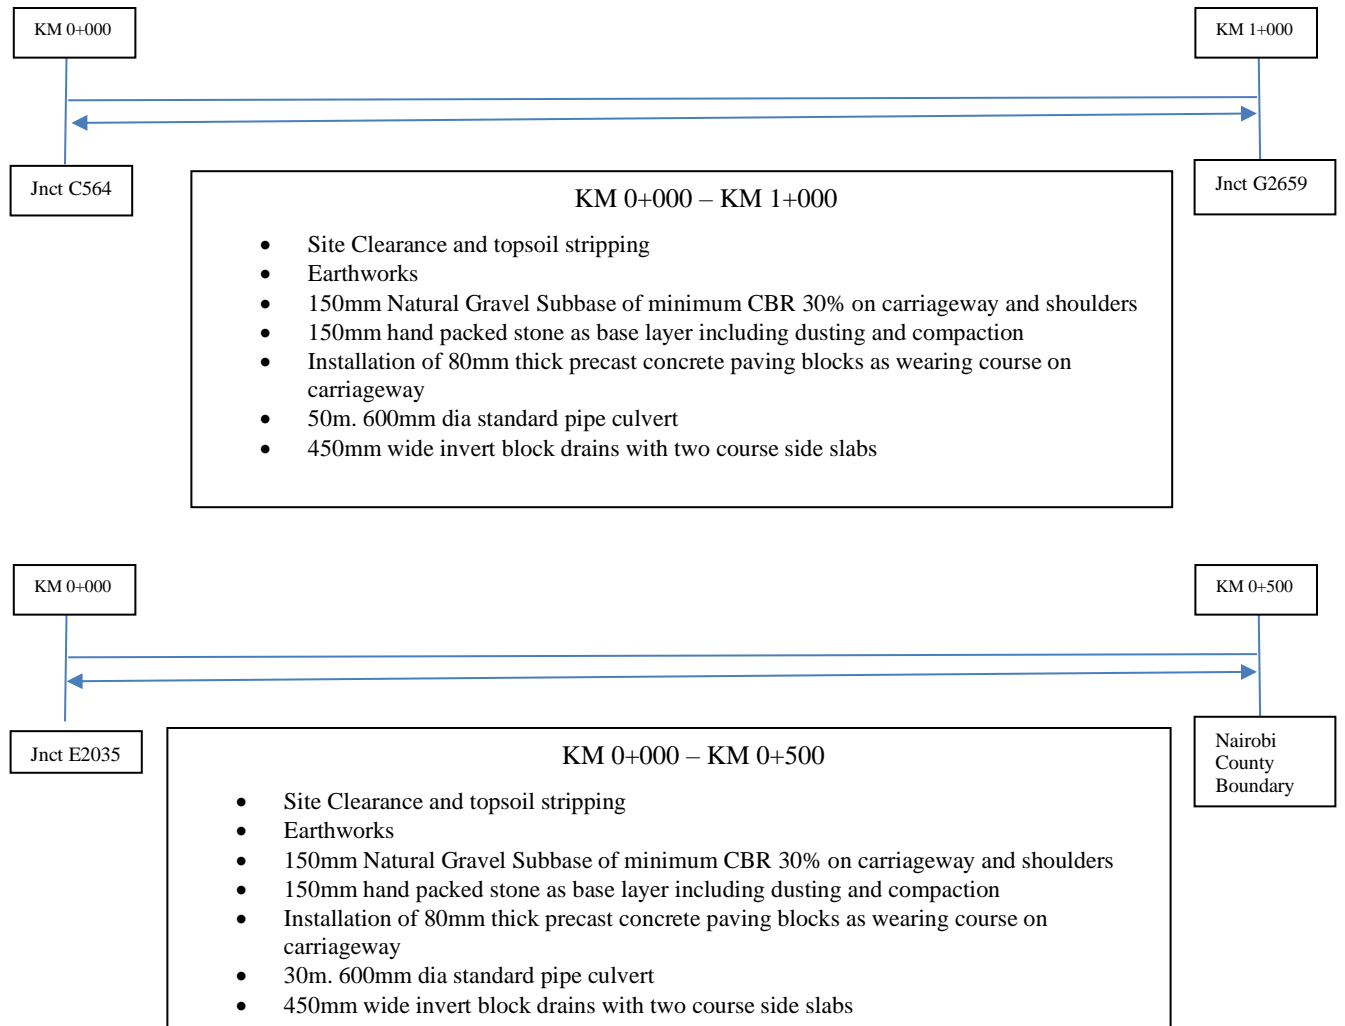 KM 0+000
KM 1+000
Jnct C564
Jnct G2659
KM 0+000 – KM 1+000
• Site Clearance and topsoil stripping
• Earthworks
• 150mm Natural Gravel Subbase of minimum CBR 30% on carriageway and shoulders
• 150mm hand packed stone as base layer including dusting and compaction
• Installation of 80mm thick precast concrete paving blocks as wearing course on
carriageway
• 50m. 600mm dia standard pipe culvert
• 450mm wide invert block drains with two course side slabs
KM 0+000
KM 0+500
Jnct E2035
Nairobi
County
Boundary
KM 0+000 – KM 0+500
• Site Clearance and topsoil stripping
• Earthworks
• 150mm Natural Gravel Subbase of minimum CBR 30% on carriageway and shoulders
• 150mm hand packed stone as base layer including dusting and compaction
• Installation of 80mm thick precast concrete paving blocks as wearing course on
carriageway
• 30m. 600mm dia standard pipe culvert
• 450mm wide invert block drains with two course side slabs